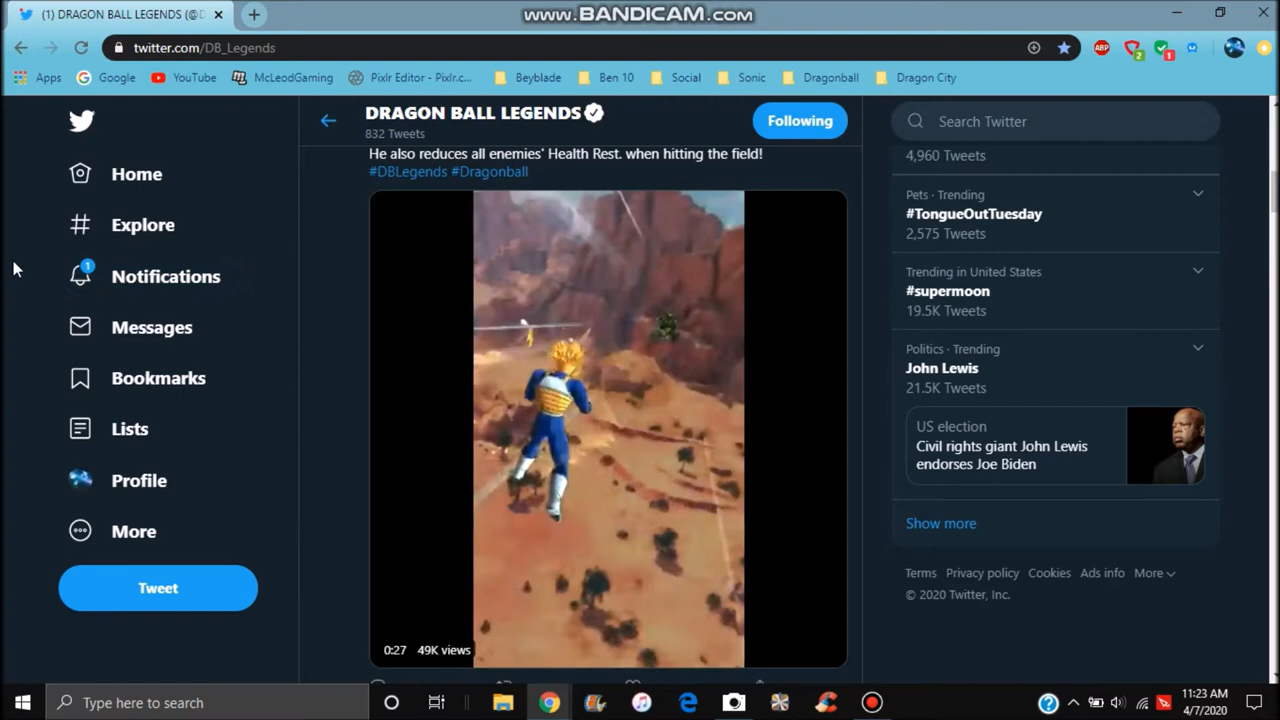 www.BANDICAM.com
(1) DRAGON BALL LEGENDS (@D
twitter.com/DB_Legends
ABP
2
1
Apps
Google
YouTube
McLeodGaming
Pixlr Editor - Pixlr.c...
Beyblade
Ben 10
Social
Sonic
Dragonball
Dragon City
Home
Explore
1
Notifications
Messages
Bookmarks
Lists
Profile
More
Tweet
DRAGON BALL LEGENDS
832 Tweets
Following
He also reduces all enemies' Health Rest. when hitting the field!
#DBLegends #Dragonball
0:27 49K views
Search Twitter
4,960 Tweets
Pets · Trending
#TongueOutTuesday
2,575 Tweets
Trending in United States
#supermoon
19.5K Tweets
Politics · Trending
John Lewis
21.5K Tweets
US election
Civil rights giant John Lewis
endorses Joe Biden
Show more
Terms Privacy policy Cookies Ads info More
© 2020 Twitter, Inc.
Type here to search
11:23 AM
4/7/2020